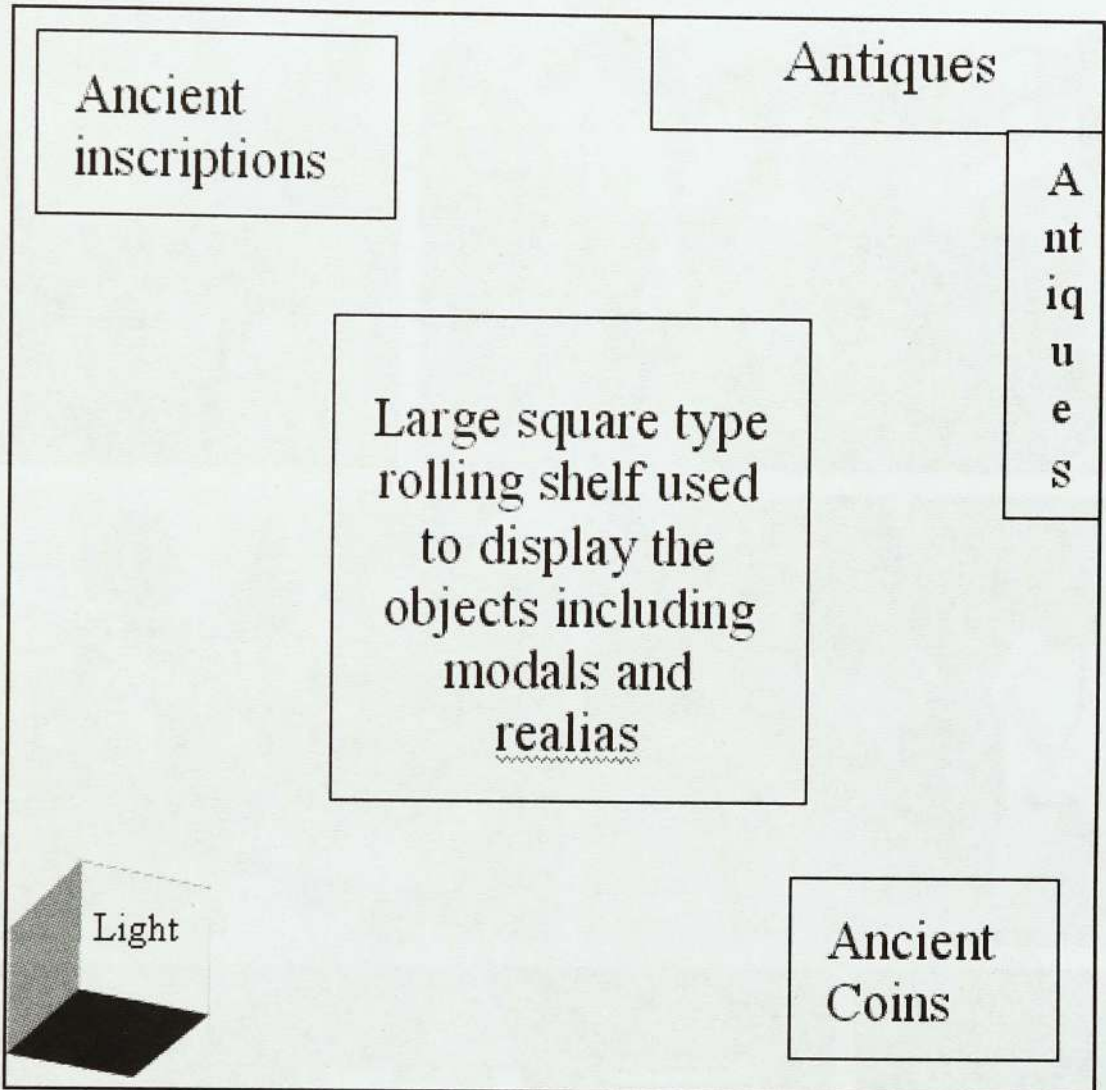 Ancient
inscriptions
Antiques
A
nt
iq
u
e
s
Large square type
rolling shelf used
to display the
objects including
modals and
realias
Light
Ancient
Coins